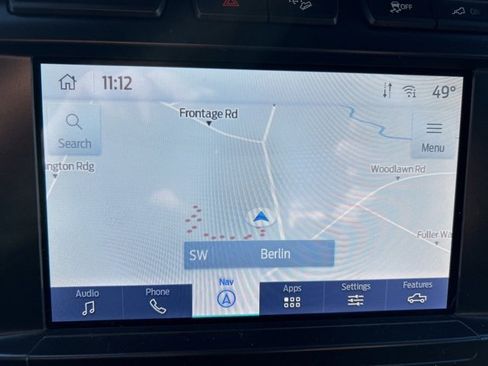 OFF
11:12
49°
Frontage Rd
Search
Menu
ngton Rdg
Woodlawn Rd
Fuller Wa
SW Berlin
Nav
Audio
Phone
Apps
Settings
Features